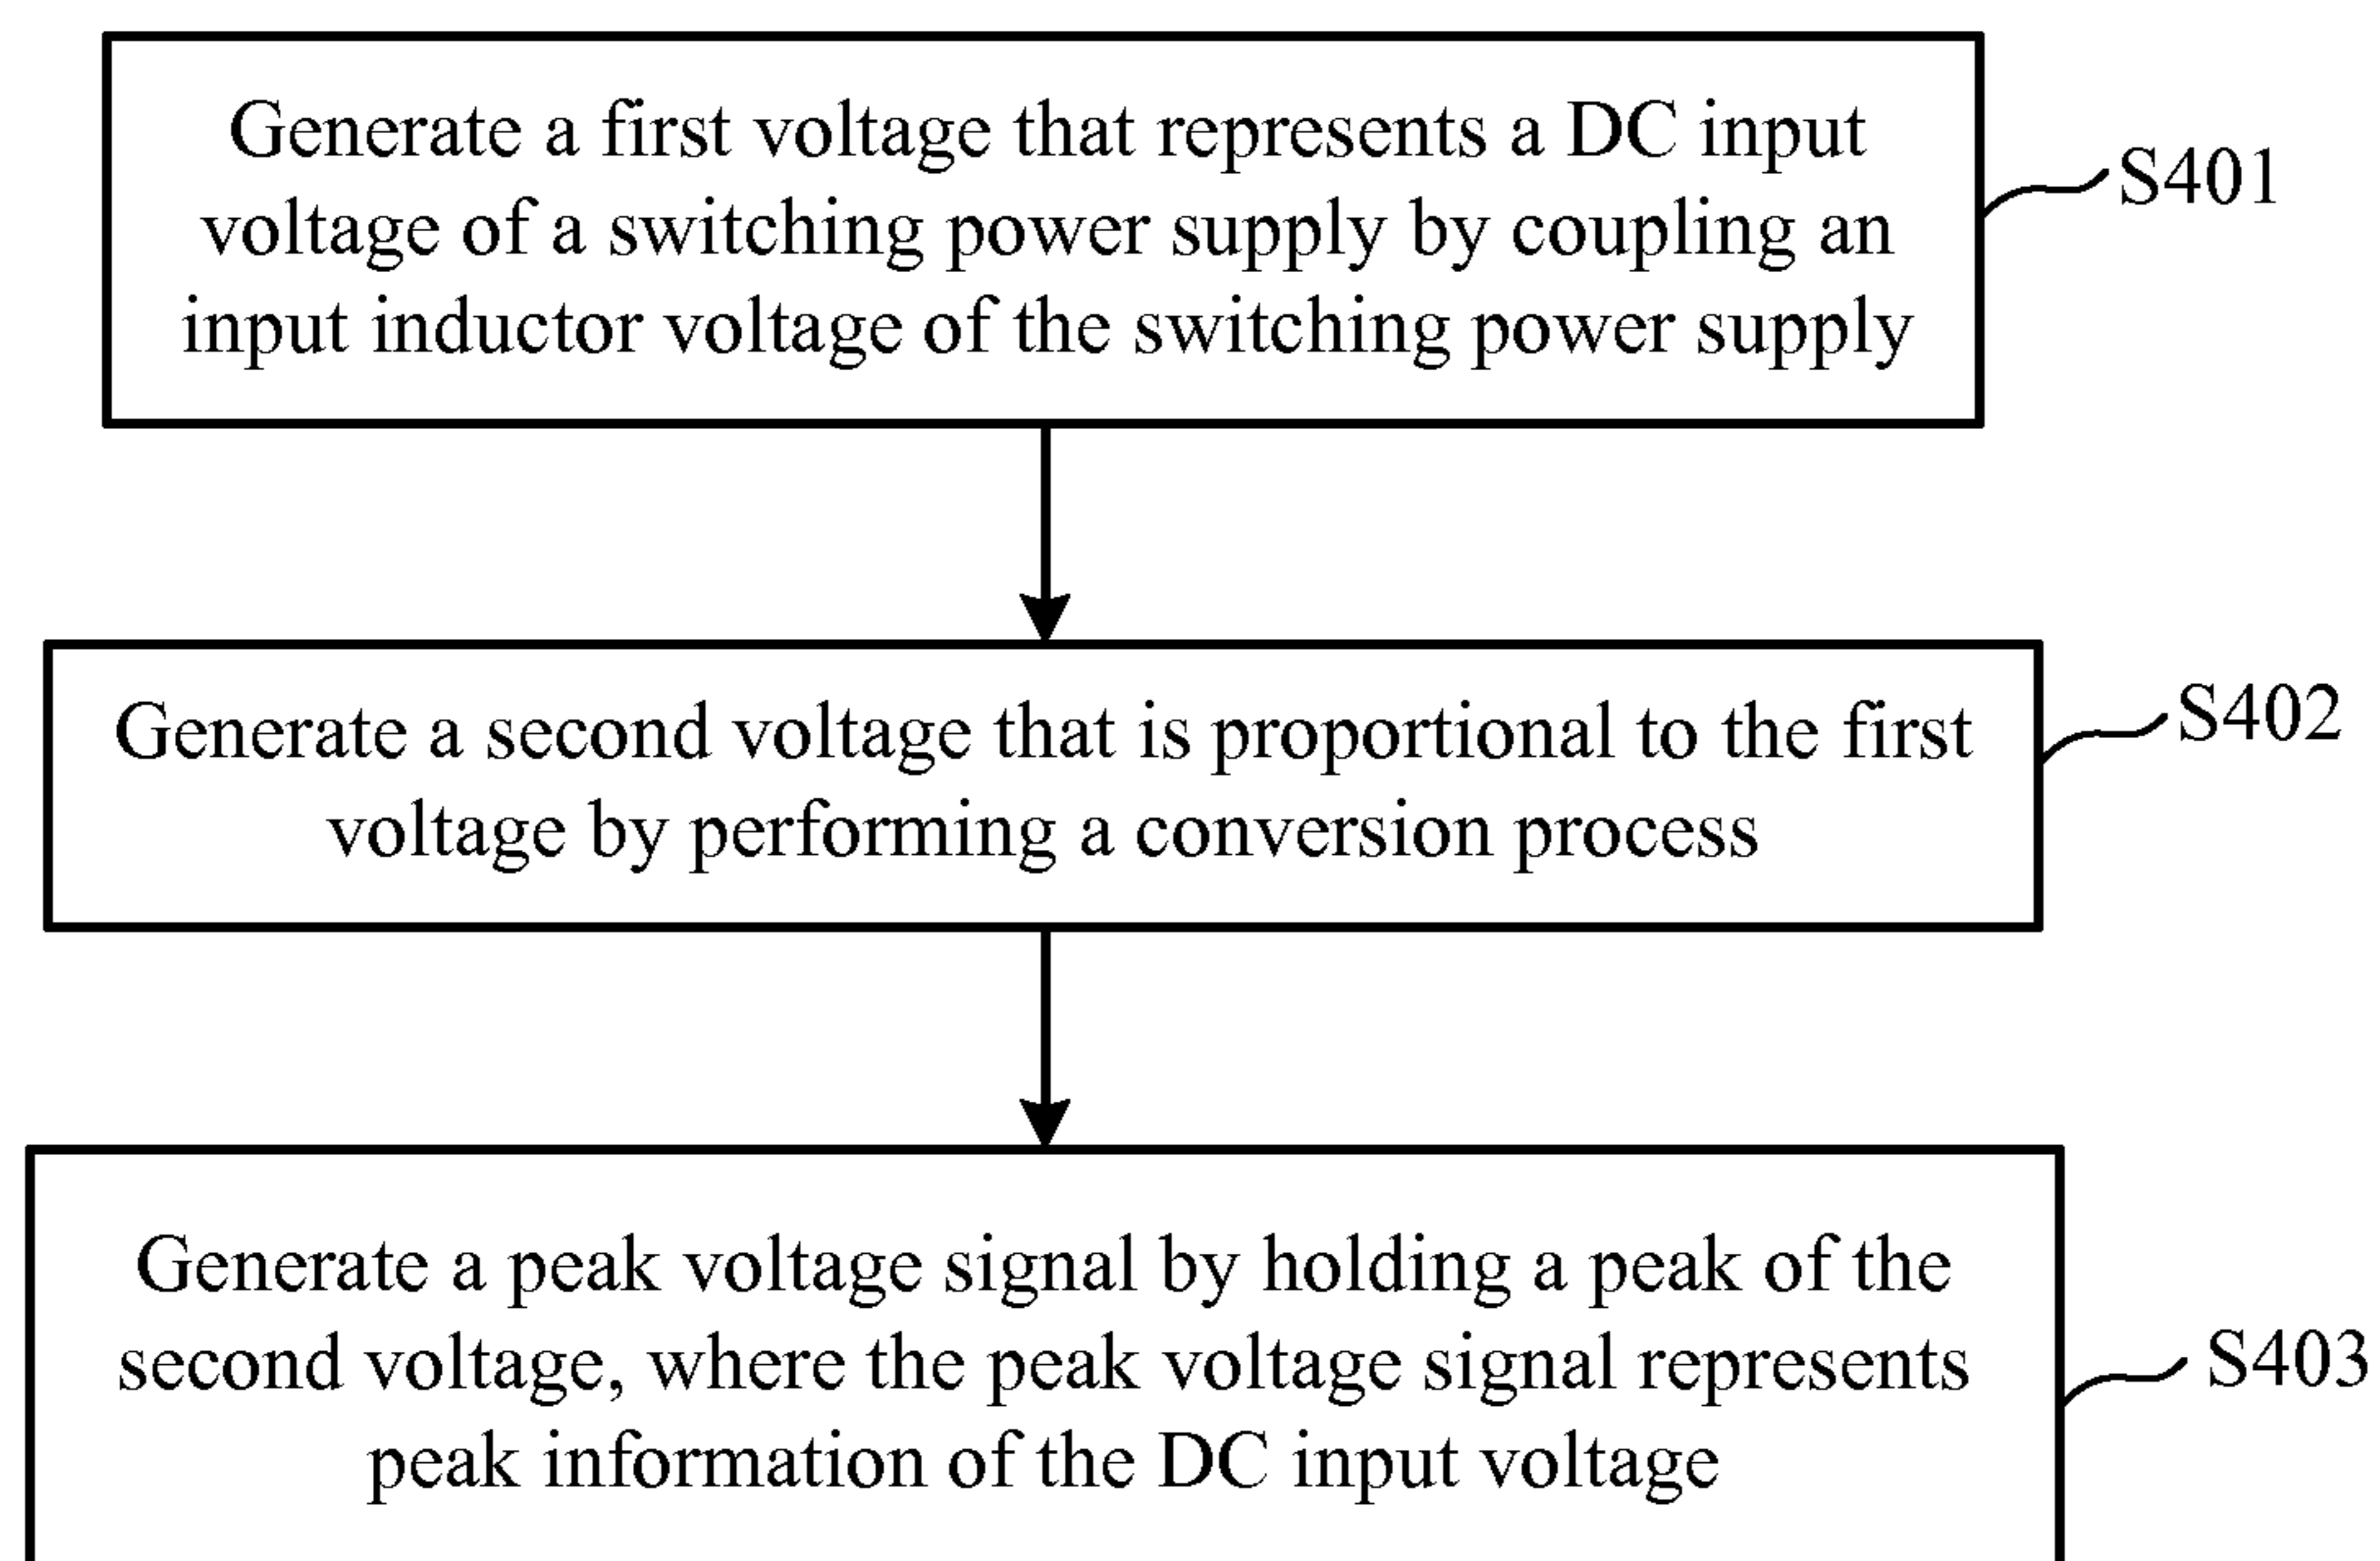 Generate a first voltage that represents a DC input
voltage of a switching power supply by coupling an
input inductor voltage of the switching power supply
S401
Generate a second voltage that is proportional to the first
voltage by performing a conversion process
S402
Generate a peak voltage signal by holding a peak of the
second voltage, where the peak voltage signal represents
peak information of the DC input voltage
S403